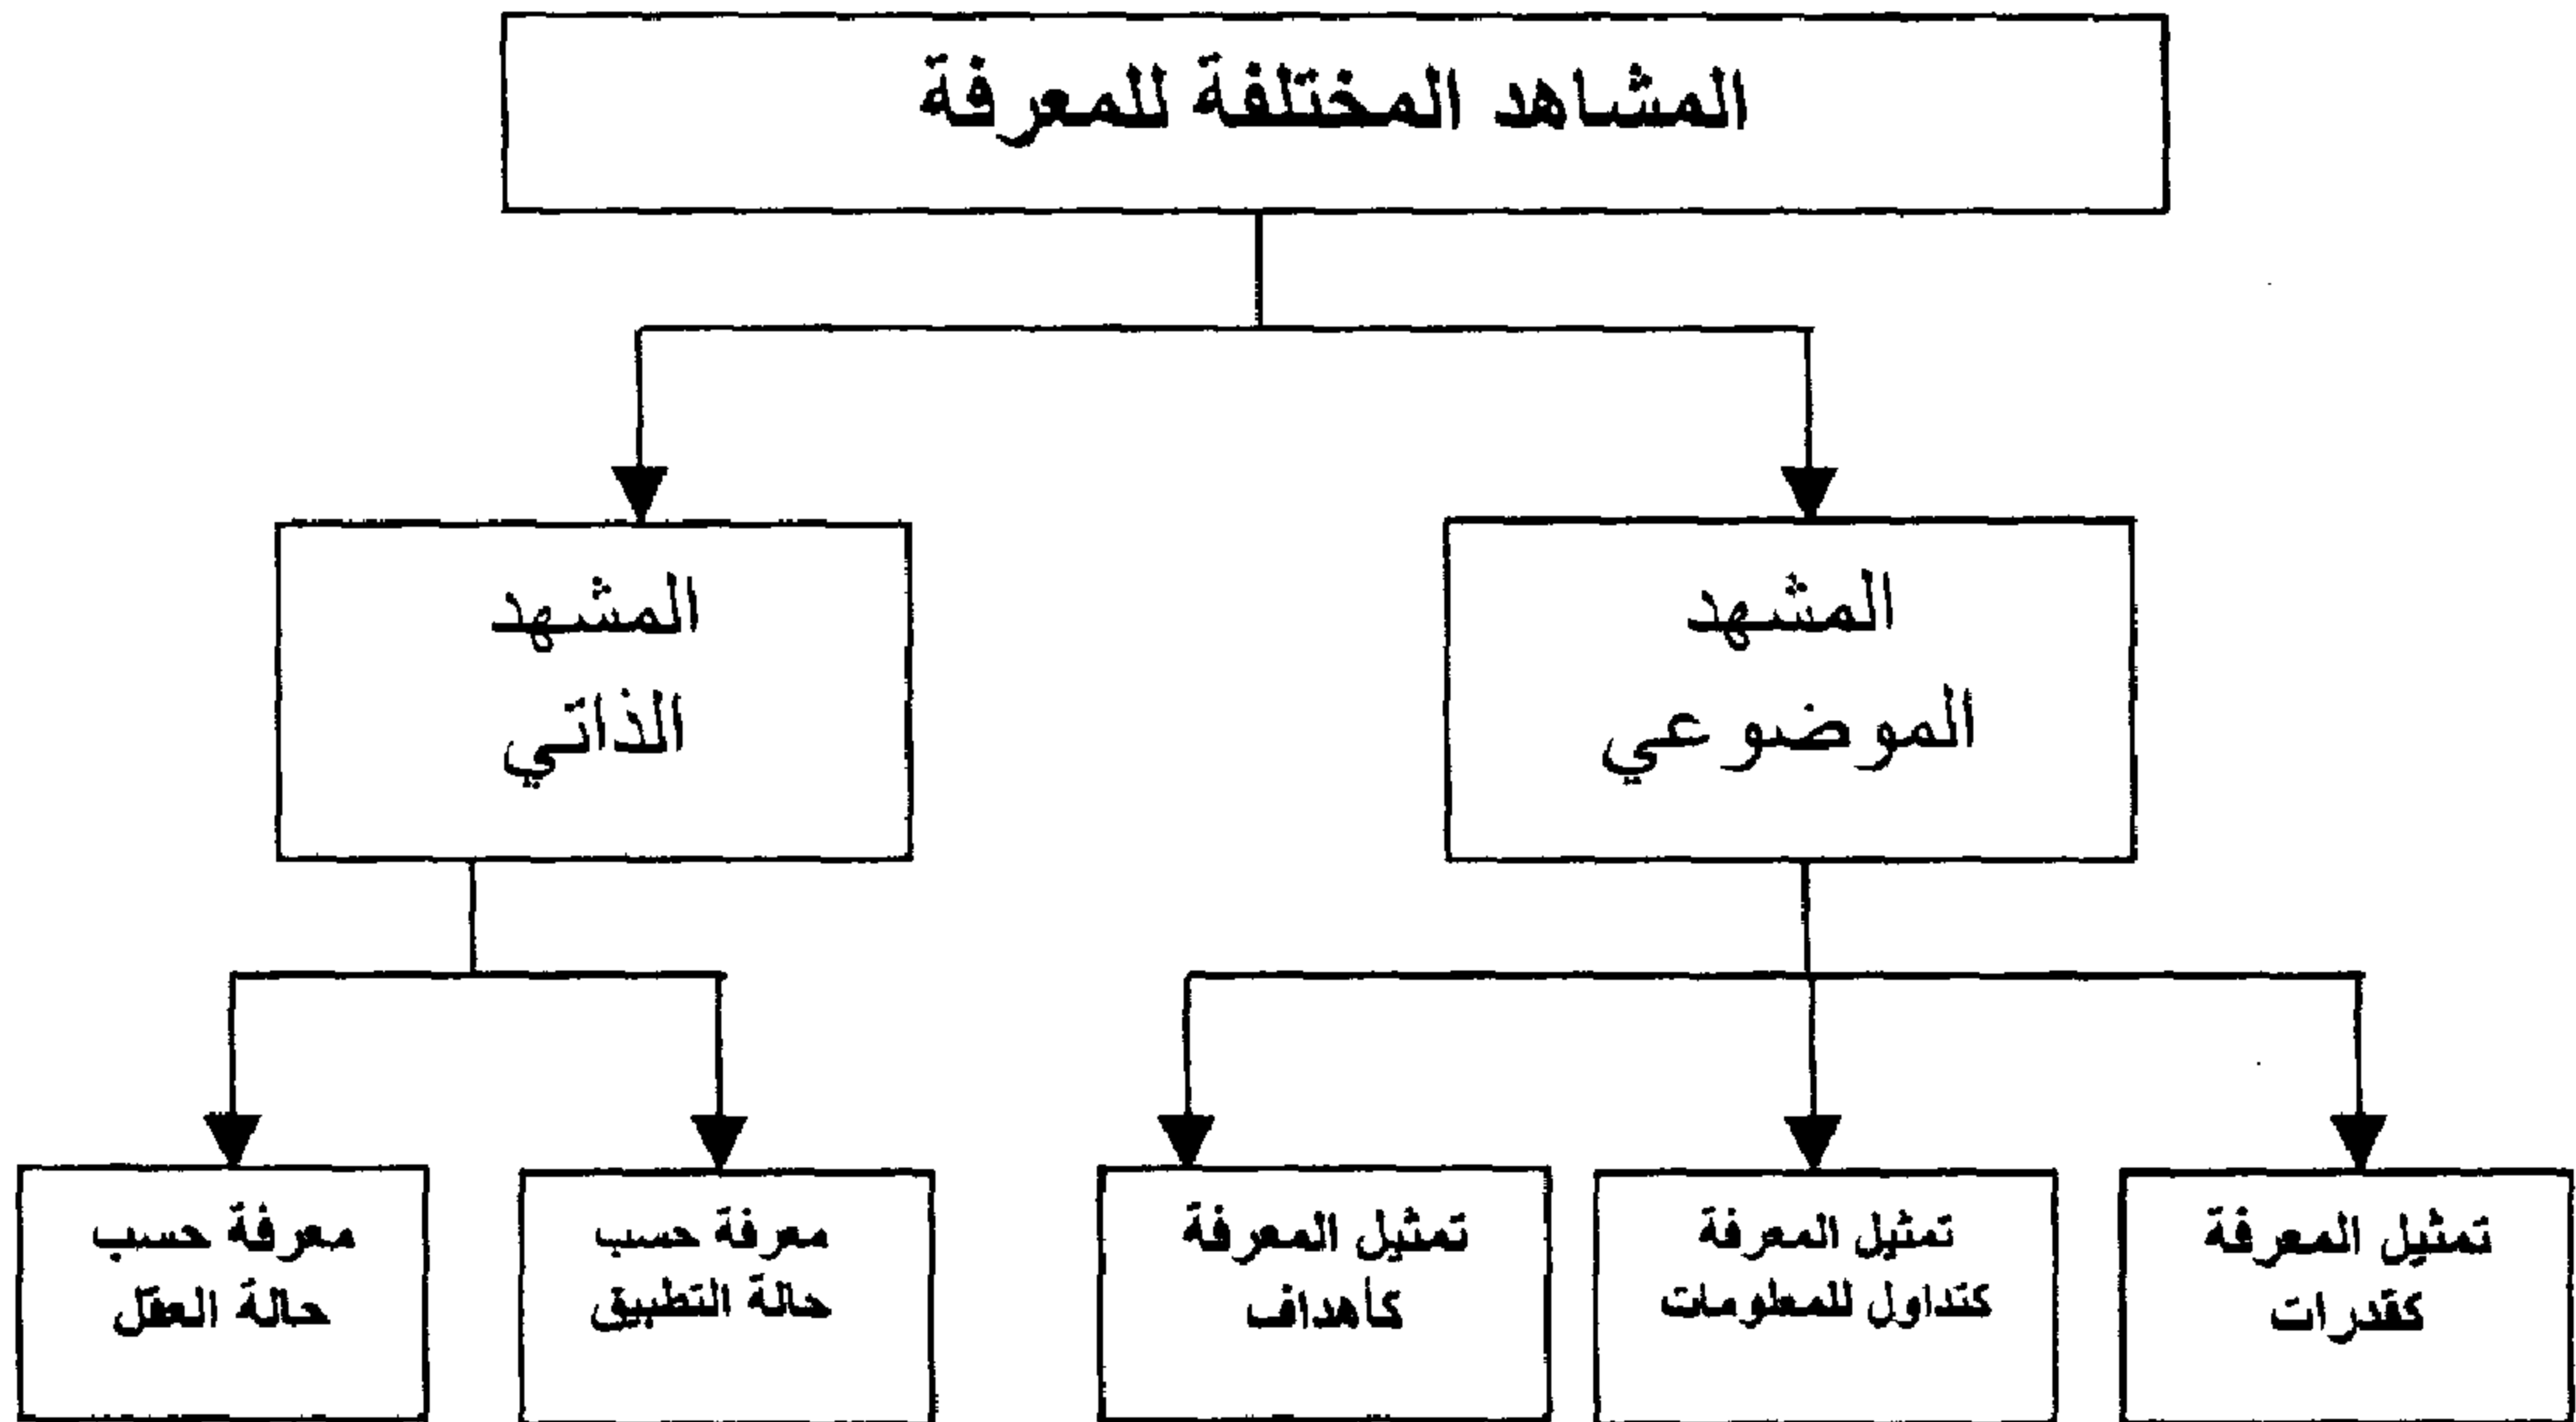 المشاهد المختلفة للمعرفة
المشهد
الموضوعي
المشهد
الذاتي
تمثيل المعرفة
كقدرات
تمثيل المعرفة
كتداول للمعلومات
تمثيل المعرفة
كأهداف
معرفة حسب
حالة التطبيق
معرفة حسب
حالة العقل